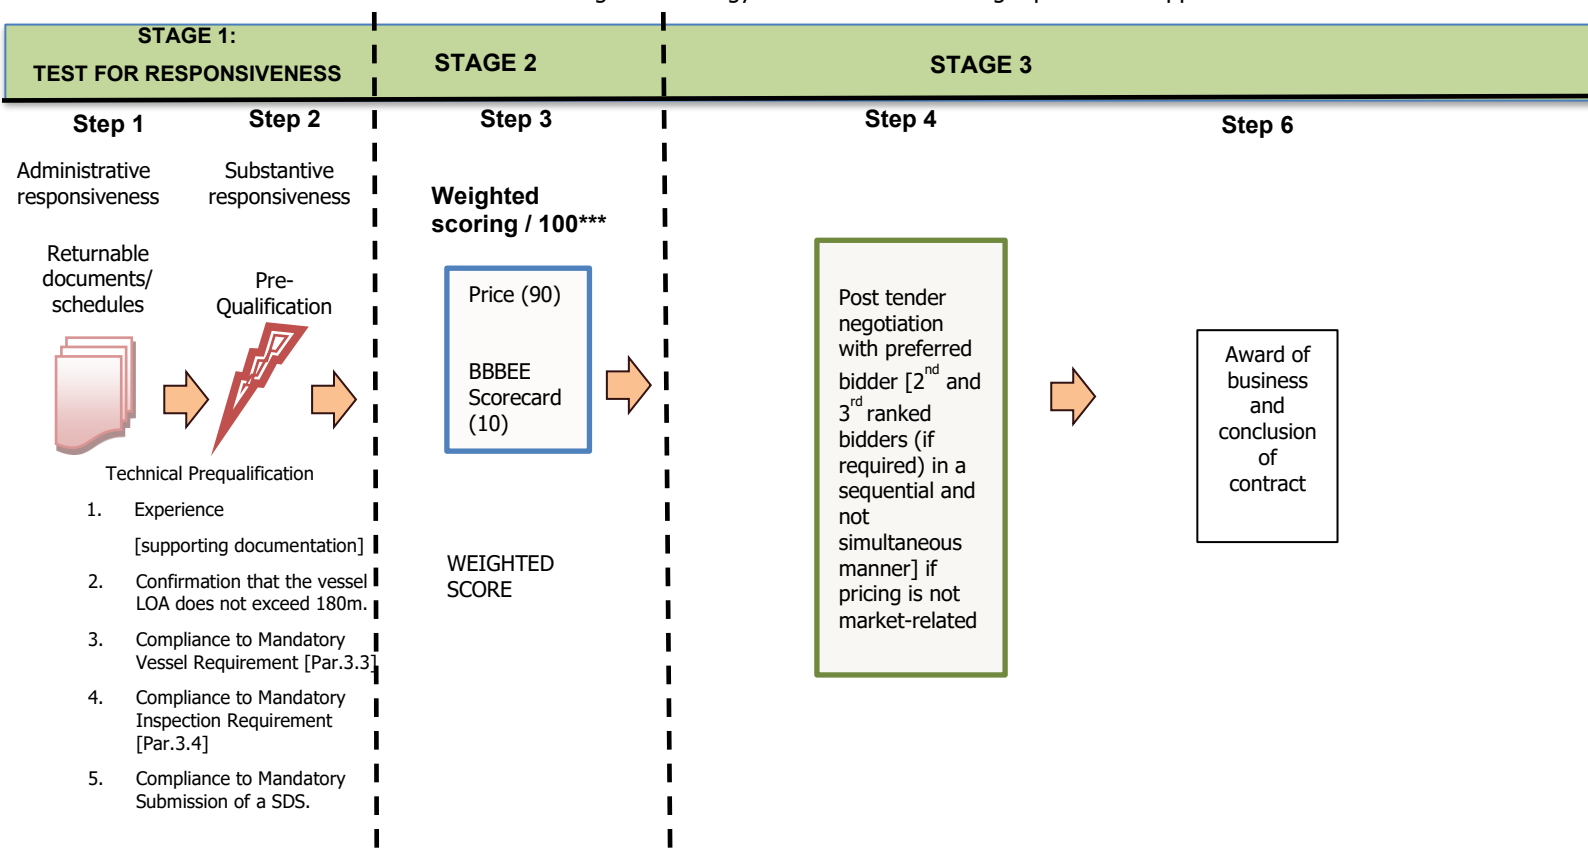 STAGE 1:
TEST FOR RESPONSIVENESS
STAGE 2
STAGE 3
Step 1
Step 2
Step 3
Step 4
Step 6
Administrative
responsiveness
Substantive
responsiveness
Returnable
documents/
schedules
Pre-
Qualification
Technical Prequalification
1. Experience
[supporting documentation]
2. Confirmation that the vessel
LOA does not exceed 180m.
3. Compliance to Mandatory
Vessel Requirement [Par.3.3]
4. Compliance to Mandatory
Inspection Requirement
[Par.3.4]
5. Compliance to Mandatory
Submission of a SDS.
Weighted
scoring / 100***
Price (90)
BBBEE
Scorecard
(10)
WEIGHTED
SCORE
Post tender
negotiation
with preferred
bidder [2nd and
3rd ranked
bidders (if
required) in a
sequential and
not
simultaneous
manner] if
pricing is not
market-related
Award of
business
and
conclusion
of
contract